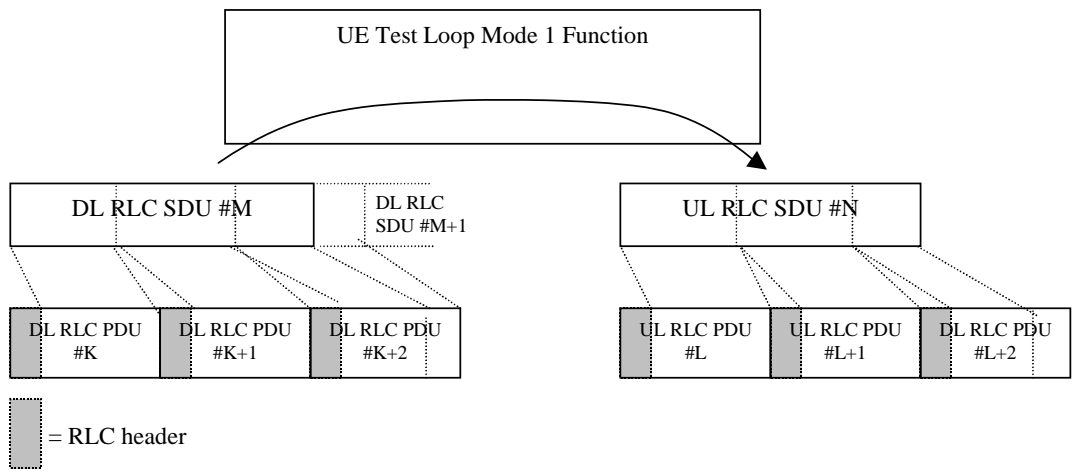 UE Test Loop Mode 1 Function
DL RLC SDU #M
DL RLC
SDU #M+1
UL RLC SDU #N
DL RLC PDU
#K
DL RLC PDU
#K+1
DL RLC PDU
#K+2
UL RLC PDU
#L
UL RLC PDU
#L+1
DL RLC PDU
#L+2
= RLC header